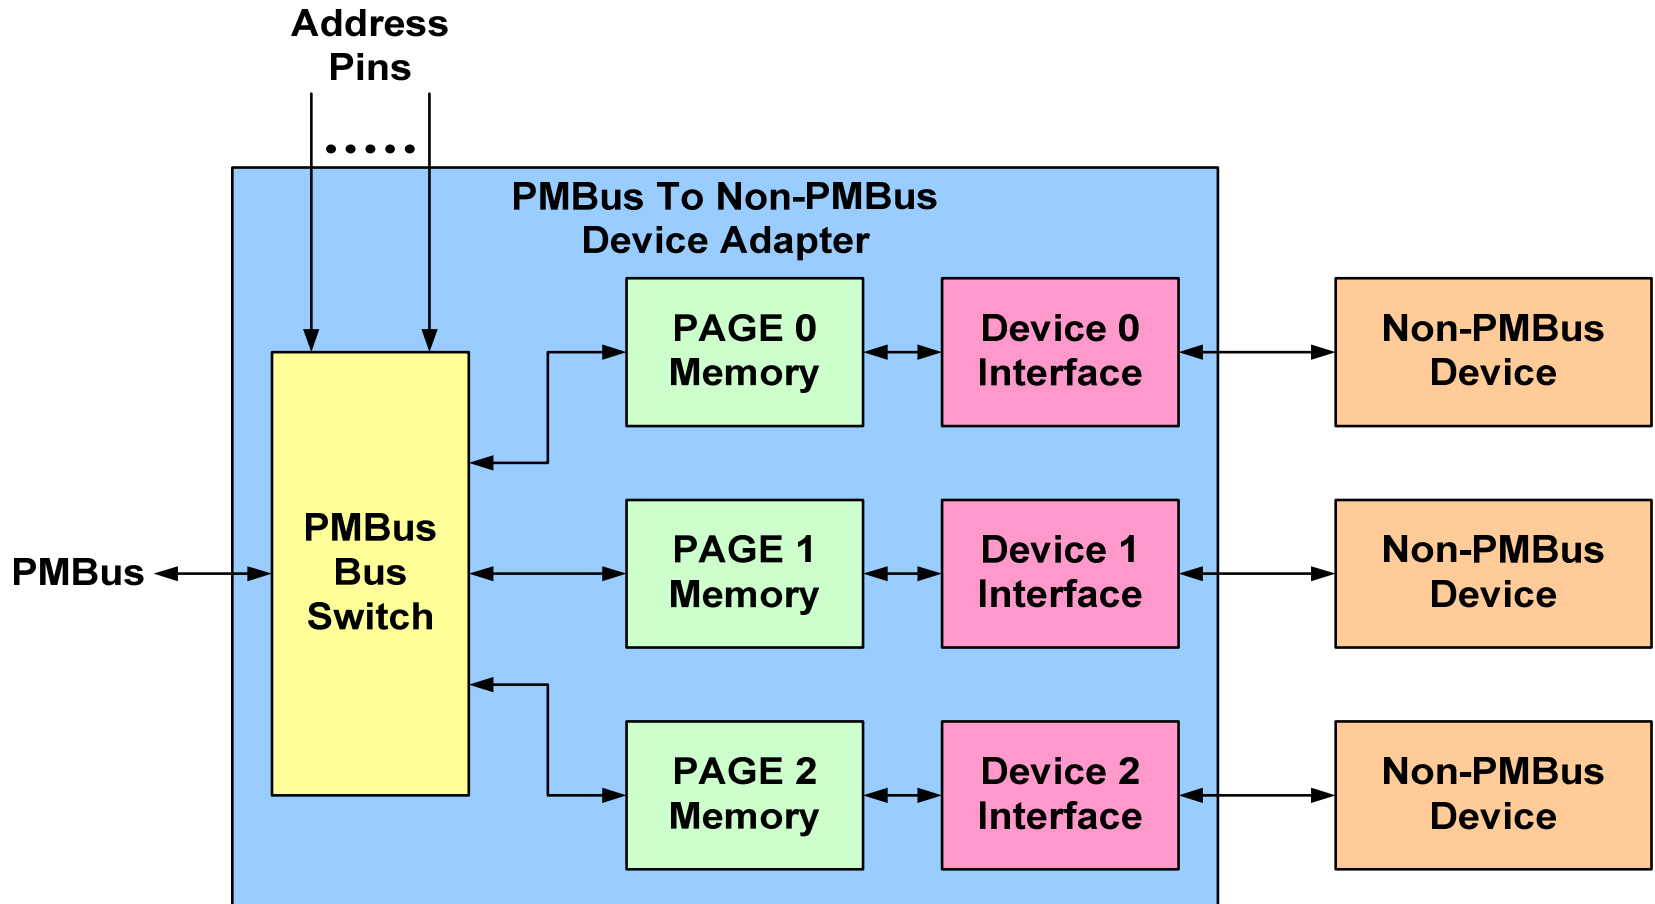 Address
Pins
PMBus To Non-PMBus
Device Adapter
PAGE 0
Memory
Device 0
Interface
Non-PMBus
Device
PMBus
PMBus
Bus
Switch
PAGE 1
Memory
Device 1
Interface
Non-PMBus
Device
PAGE 2
Memory
Device 2
Interface
Non-PMBus
Device